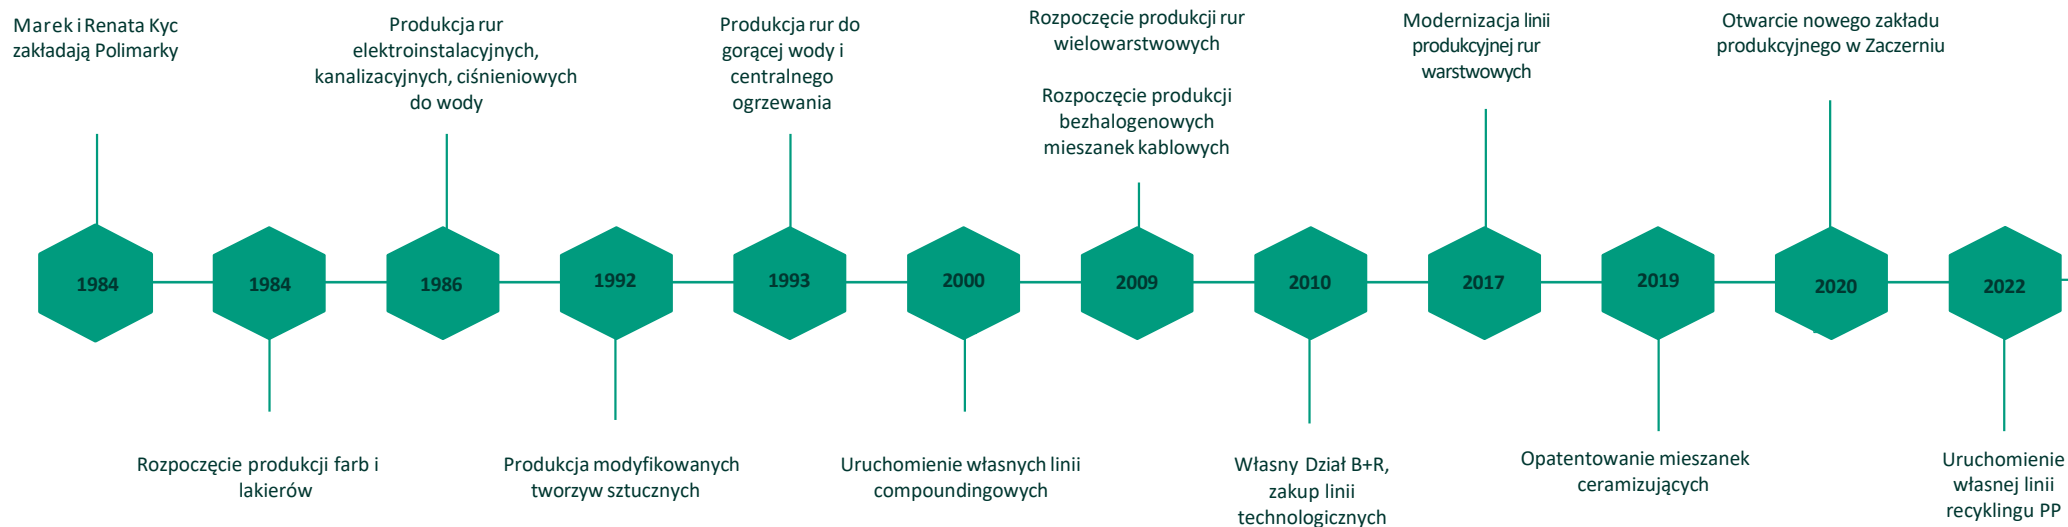 Marek i Renata Kyc
zakładają Polimarky
Produkcja rur
elektroinstalacyjnych,
kanalizacyjnych, ciśnieniowych
do wody
Produkcja rur do
gorącej wody i
centralnego
ogrzewania
Rozpoczęcie produkcji rur
wielowarstwowych
Rozpoczęcie produkcji
bezhalogenowych
mieszanek kablowych
Modernizacja linii
produkcyjnej rur
warstwowych
Otwarcie nowego zakładu
produkcyjnego w Zaczerniu
1984
1984
1986
1992
1993
2000
2009
2010
2017
2019
2020
2022
Rozpoczęcie produkcji farb i
lakierów
Produkcja modyfikowanych
tworzyw sztucznych
Uruchomienie własnych linii
compoundingowych
Własny Dział B+R,
zakup linii
technologicznych
Opatentowanie mieszanek
ceramizujących
Uruchomienie
własnej linii
recyklingu PP